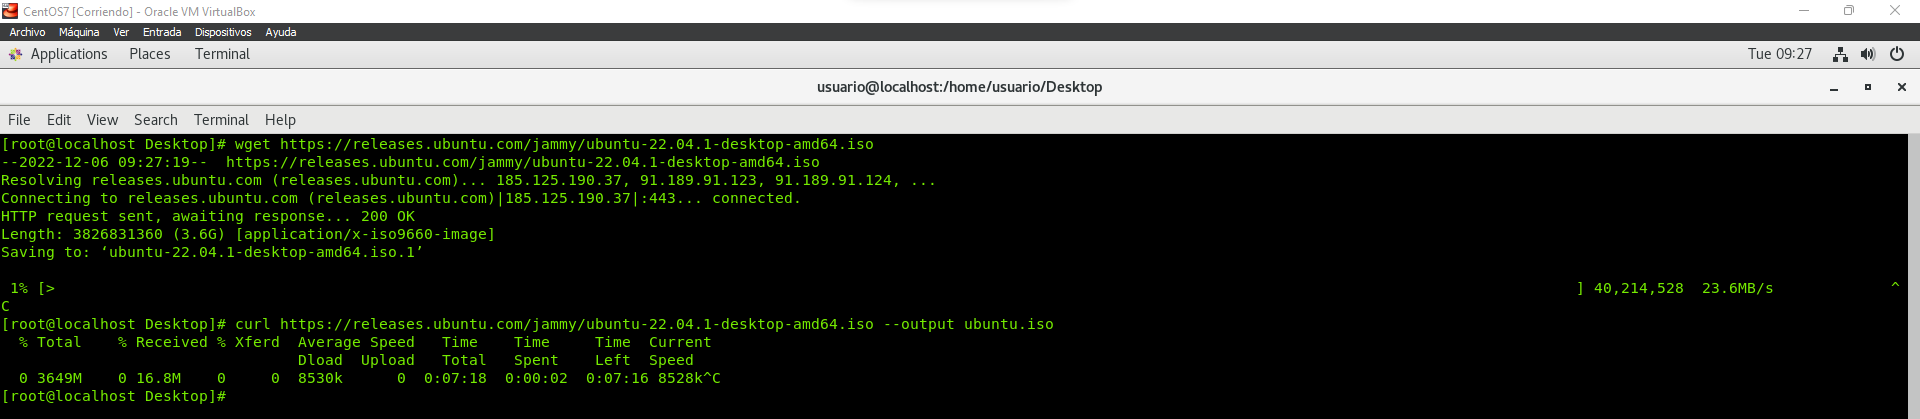 CentOS7 [Corriendo] - Oracle VM VirtualBox
Archivo Máquina Ver Entrada Dispositivos Ayuda
Applications Places Terminal Tue 09:27
usuario@localhost:/home/usuario/Desktop
File Edit View Search Terminal Help
[root@localhost Desktop]# wget https://releases.ubuntu.com/jammy/ubuntu-22.04.1-desktop-amd64.iso
--2022-12-06 09:27:19--  https://releases.ubuntu.com/jammy/ubuntu-22.04.1-desktop-amd64.iso
Resolving releases.ubuntu.com (releases.ubuntu.com)... 185.125.190.37, 91.189.91.123, 91.189.91.124, ...
Connecting to releases.ubuntu.com (releases.ubuntu.com)|185.125.190.37|:443... connected.
HTTP request sent, awaiting response... 200 OK
Length: 3826831360 (3.6G) [application/x-iso9660-image]
Saving to: ‘ubuntu-22.04.1-desktop-amd64.iso.1’
1% [> ] 40,214,528  23.6MB/s ^
C
[root@localhost Desktop]# curl https://releases.ubuntu.com/jammy/ubuntu-22.04.1-desktop-amd64.iso --output ubuntu.iso
% Total    % Received % Xferd  Average Speed   Time    Time     Time  Current
Dload  Upload   Total   Spent    Left  Speed
0 3649M    0 16.8M    0     0  8530k      0  0:07:18  0:00:02  0:07:16 8528k^C
[root@localhost Desktop]#